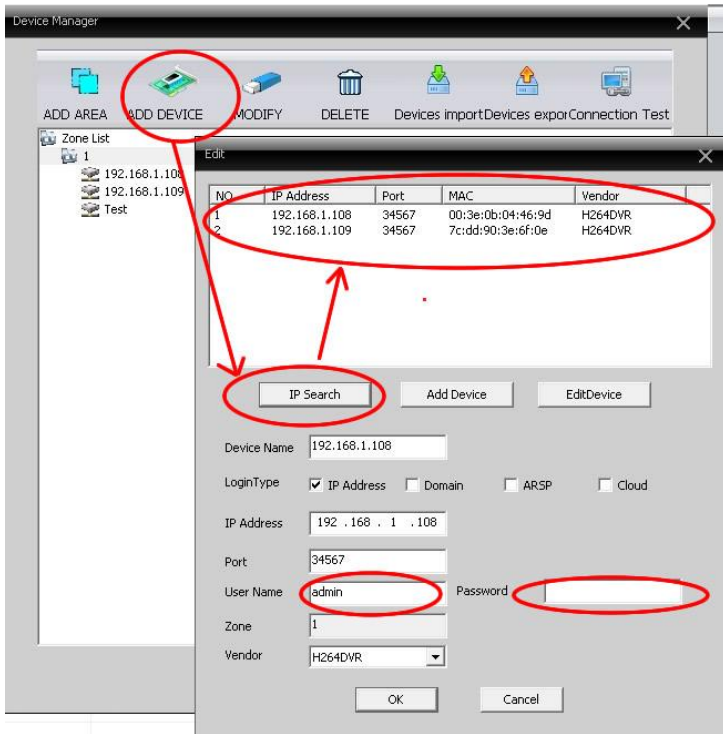 Device Manager
ADD AREA ADD DEVICE MODIFY DELETE Devices import Devices expor Connection Test
Zone List
1
192.168.1.108
192.168.1.109
Test
Edit
NO. IP Address Port MAC Vendor
1 192.168.1.108 34567 00:3e:0b:04:46:9d H264DVR
2 192.168.1.109 34567 7c:dd:90:3e:6f:0e H264DVR
IP Search Add Device EditDevice
Device Name 192.168.1.108
LoginType IP Address Domain ARSP Cloud
IP Address 192 .168 . 1 .108
Port 34567
User Name admin Password
Zone 1
Vendor H264DVR
OK Cancel